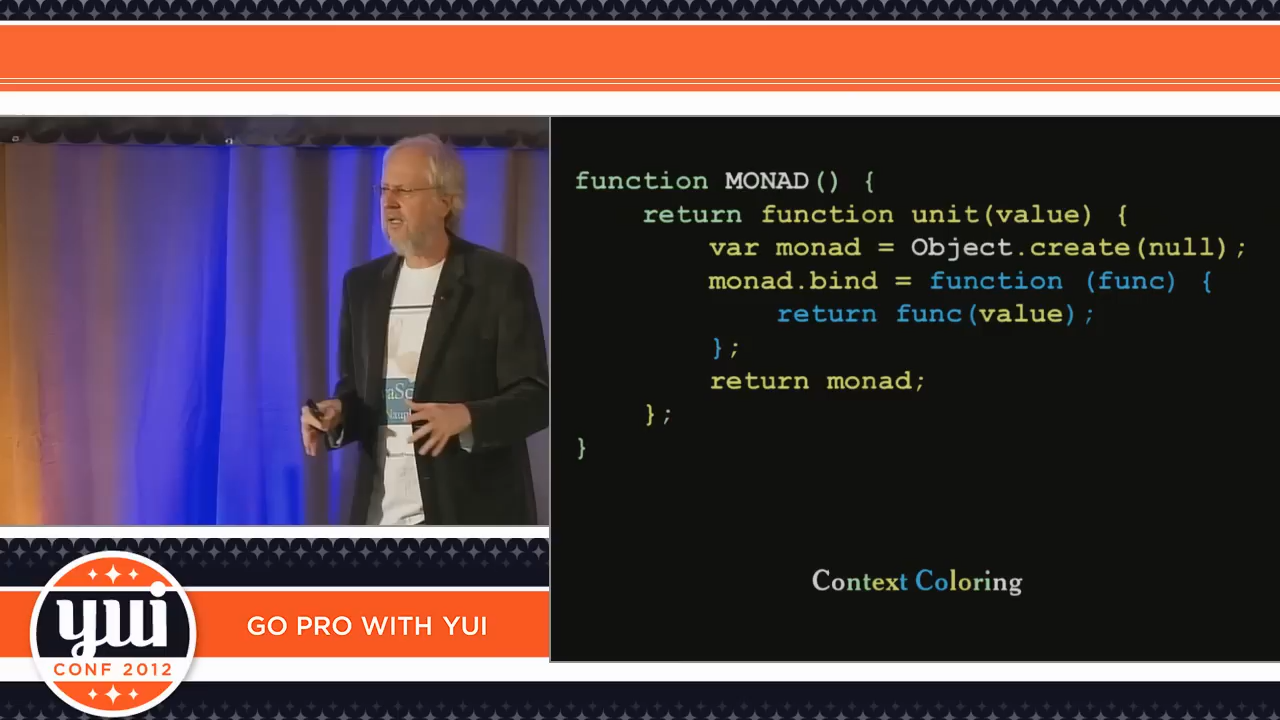 function MONAD() {
return function unit(value) {
var monad = Object.create(null);
monad.bind = function (func) {
return func(value);
};
return monad;
};
}
Context Coloring
yui
CONF 2012
GO PRO WITH YUI